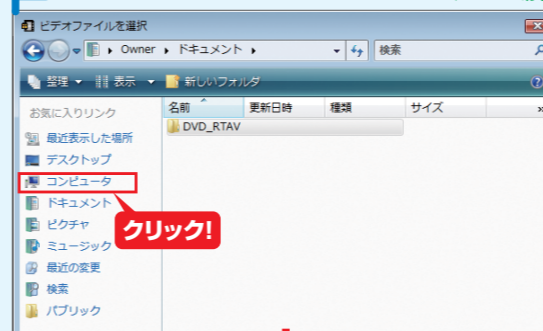 ビデオファイルを選択
Owner ドキュメント 検索
整理 表示 新しいフォルダ
お気に入りリンク
名前 更新日時 種類 サイズ
DVD_RTAV
最近表示した場所
デスクトップ
コンピュータ
ドキュメント
ピクチャ
クリック!
ミュージック
最近の変更
検索
パブリック